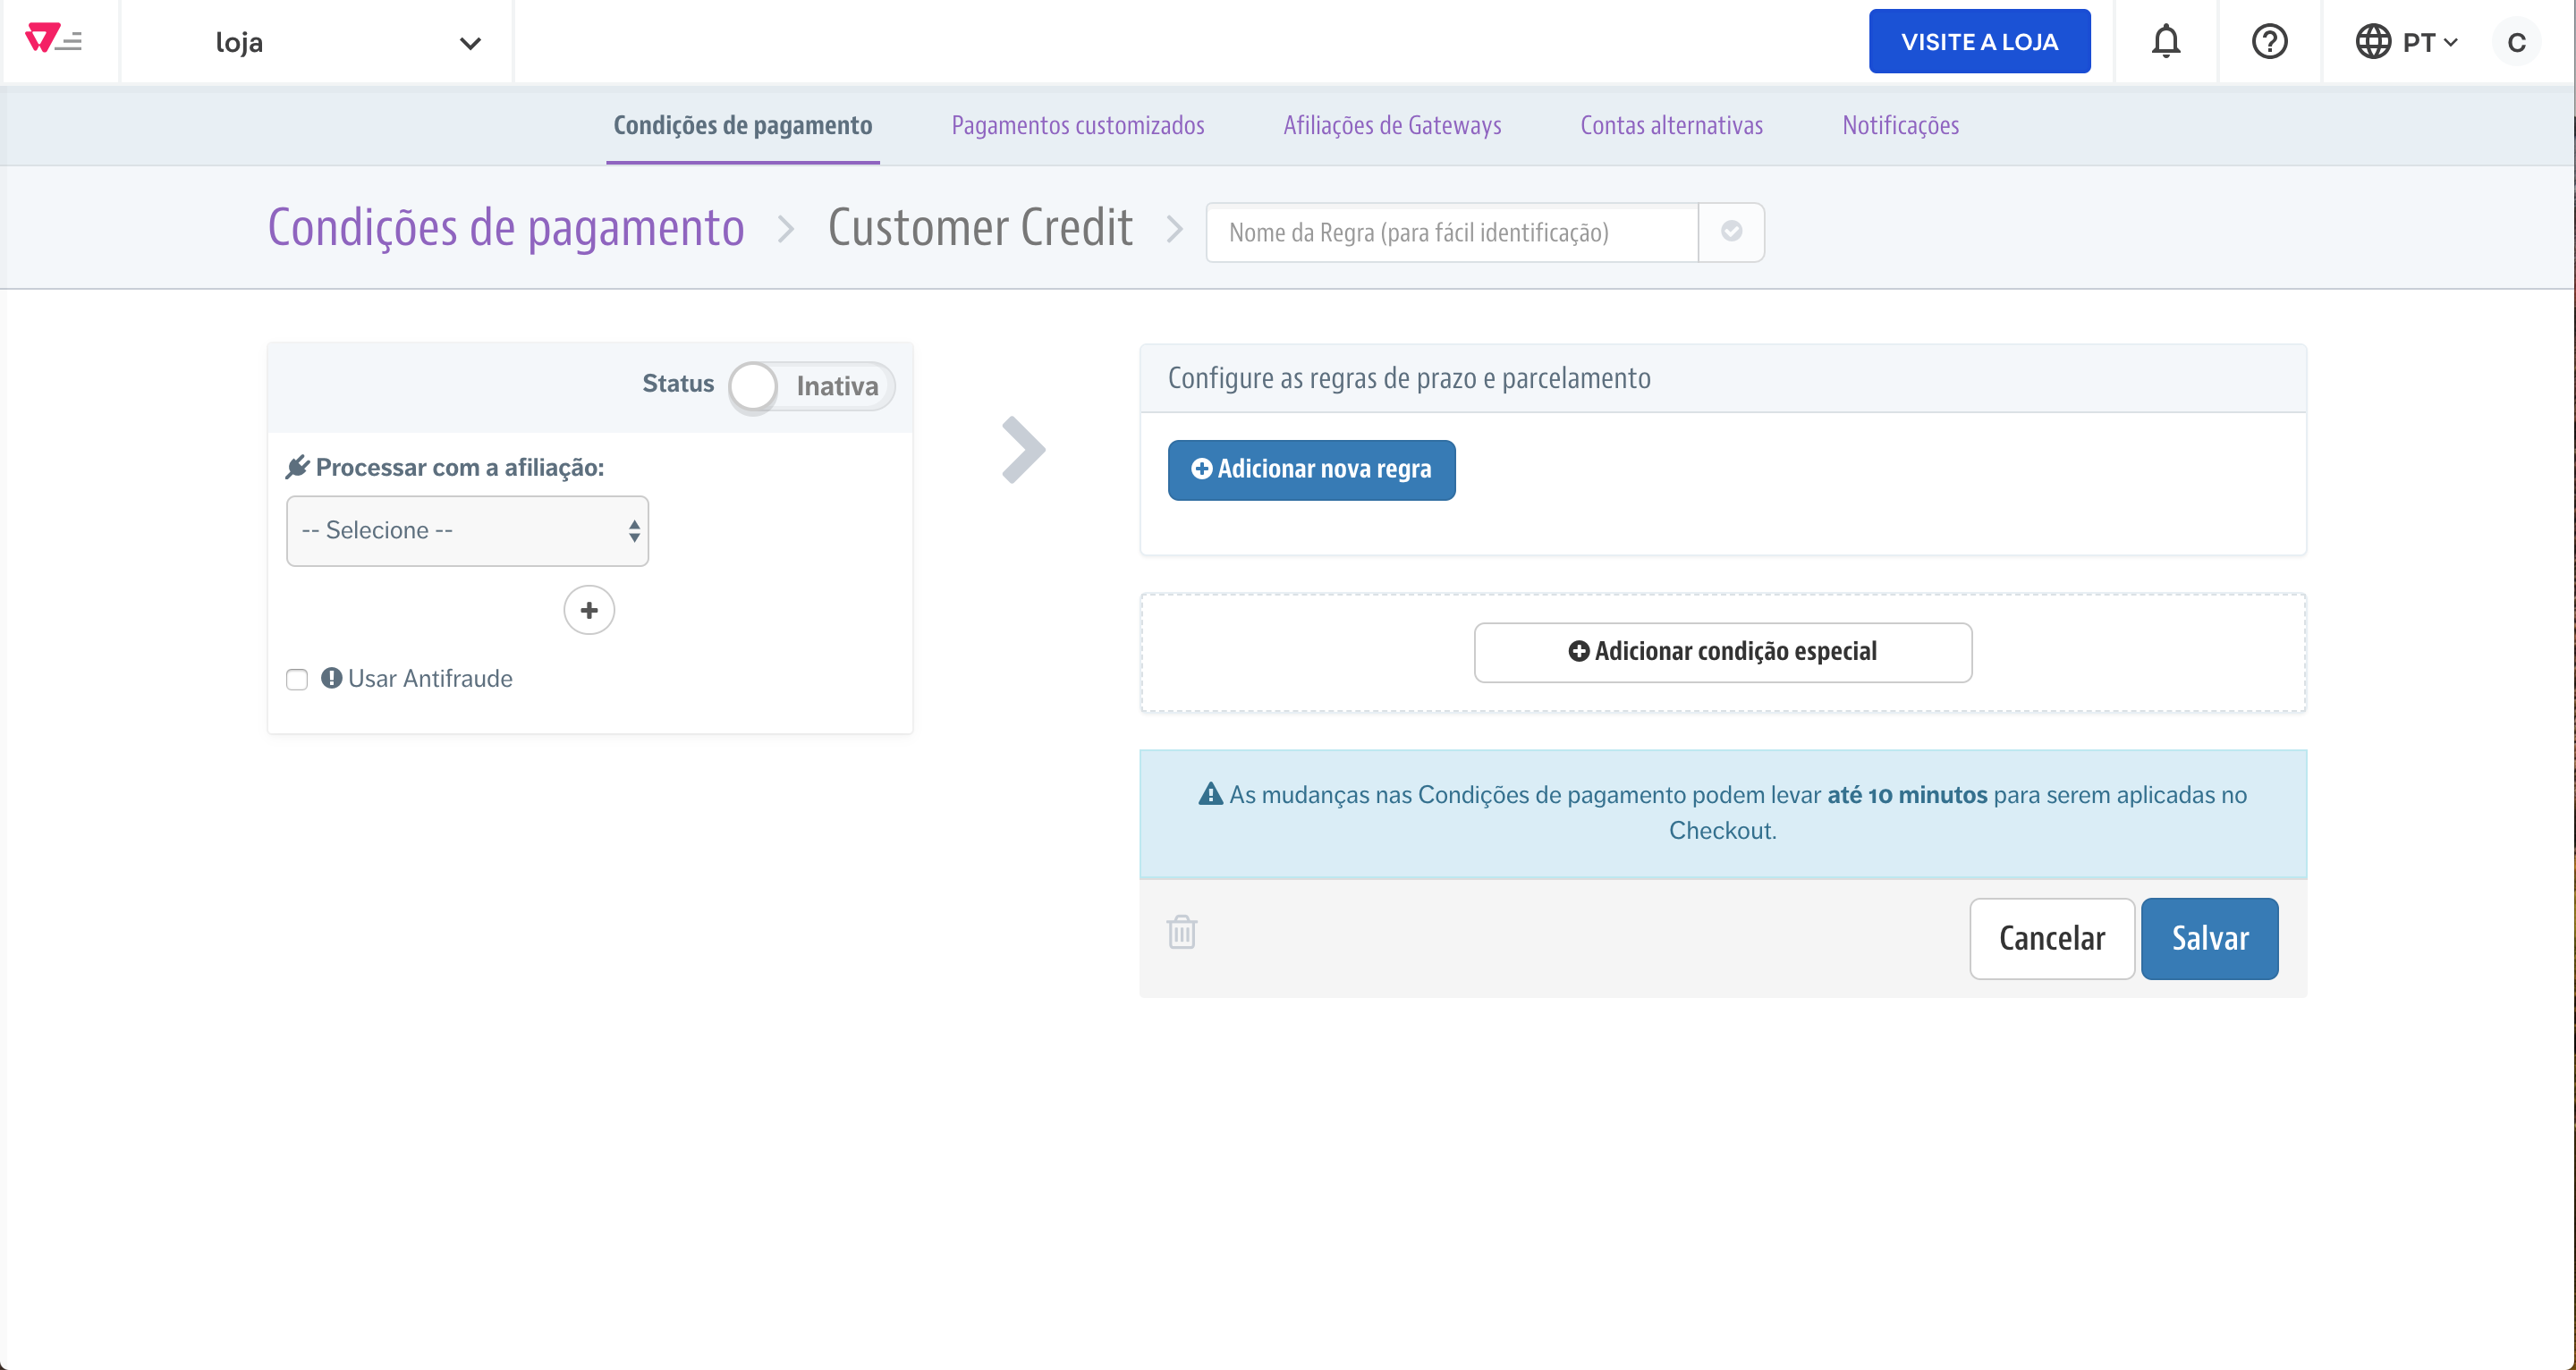 loja
VISITE A LOJA
PT
C
Condições de pagamento
Pagamentos customizados
Afiliações de Gateways
Contas alternativas
Notificações
Condições de pagamento
Customer Credit
Nome da Regra (para fácil identificação)
Status
Inativa
Processar com a afiliação:
-- Selecione --
Usar Antifraude
Configure as regras de prazo e parcelamento
Adicionar nova regra
Adicionar condição especial
As mudanças nas Condições de pagamento podem levar até 10 minutos para serem aplicadas no
Checkout.
Cancelar
Salvar